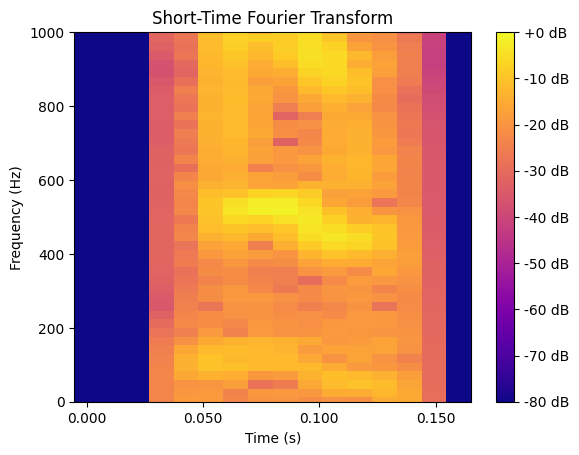 Short-Time Fourier Transform
1000
800
600
400
200
0
Frequency (Hz)
0.000
0.050
0.100
0.150
Time (s)
+0 dB
-10 dB
-20 dB
-30 dB
-40 dB
-50 dB
-60 dB
-70 dB
-80 dB